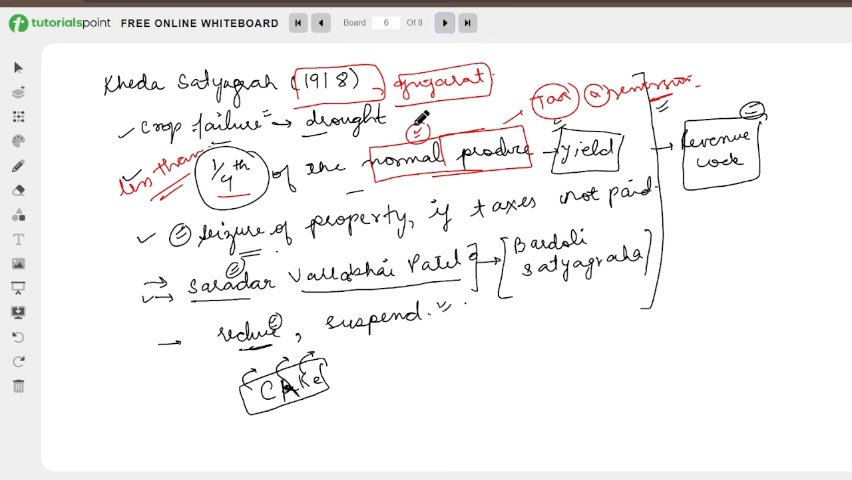 tutorialspoint FREE ONLINE WHITEBOARD Board 6 Of 8
Kheda Satyagrah (1918), Gujarat
Tax remission
crop failure → drought
less than 1/4th of the normal produce → yield → Revenue code
seizure of property, if taxes not paid.
Saradar Vallabhai Patel → Bardoli satyagraha
→ reduce, suspend.
CAKe